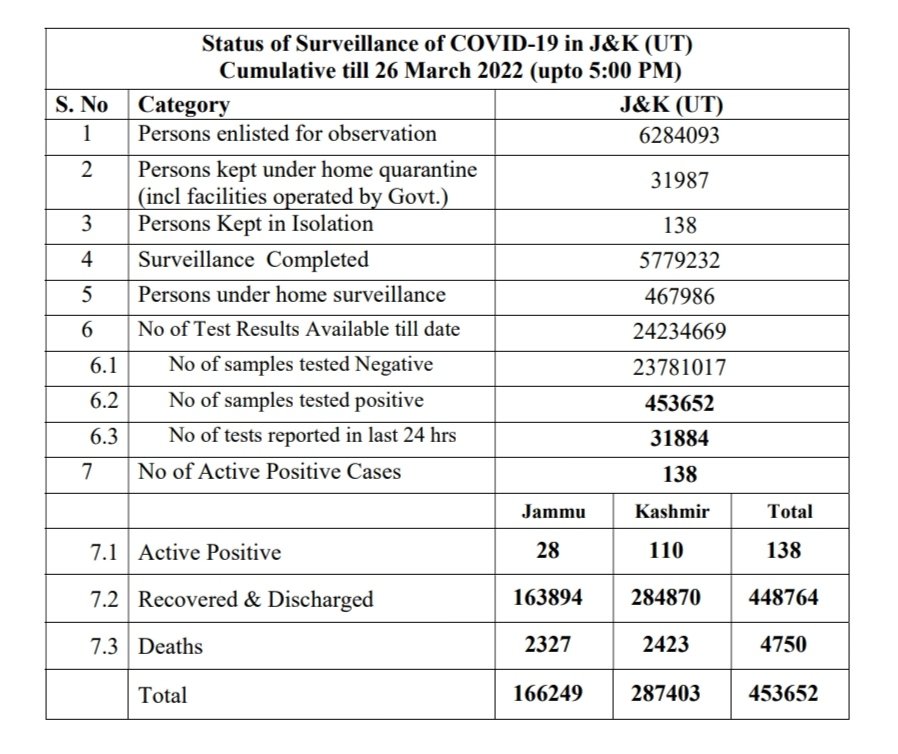 Status of Surveillance of COVID-19 in J&K (UT)
Cumulative till 26 March 2022 (upto 5:00 PM)
S. No Category J&K (UT)
1 Persons enlisted for observation 6284093
2 Persons kept under home quarantine
(incl facilities operated by Govt.) 31987
3 Persons Kept in Isolation 138
4 Surveillance Completed 5779232
5 Persons under home surveillance 467986
6 No of Test Results Available till date 24234669
6.1 No of samples tested Negative 23781017
6.2 No of samples tested positive 453652
6.3 No of tests reported in last 24 hrs 31884
7 No of Active Positive Cases 138
Jammu Kashmir Total
7.1 Active Positive 28 110 138
7.2 Recovered & Discharged 163894 284870 448764
7.3 Deaths 2327 2423 4750
Total 166249 287403 453652